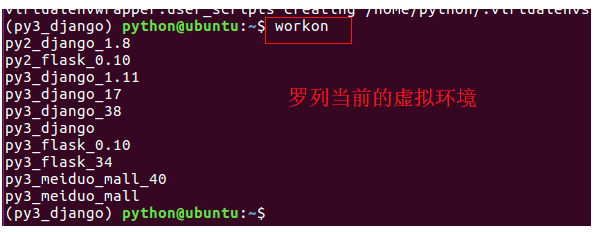 virtualenvwrapper.user_scripts creating /home/python/.virtualenvs
(py3_django) python@ubuntu:~$ workon
py2_django_1.8
py2_flask_0.10
py3_django_1.11
py3_django_17
py3_django_38
py3_django
py3_flask_0.10
py3_flask_34
py3_meiduo_mall_40
py3_meiduo_mall
(py3_django) python@ubuntu:~$
罗列当前的虚拟环境